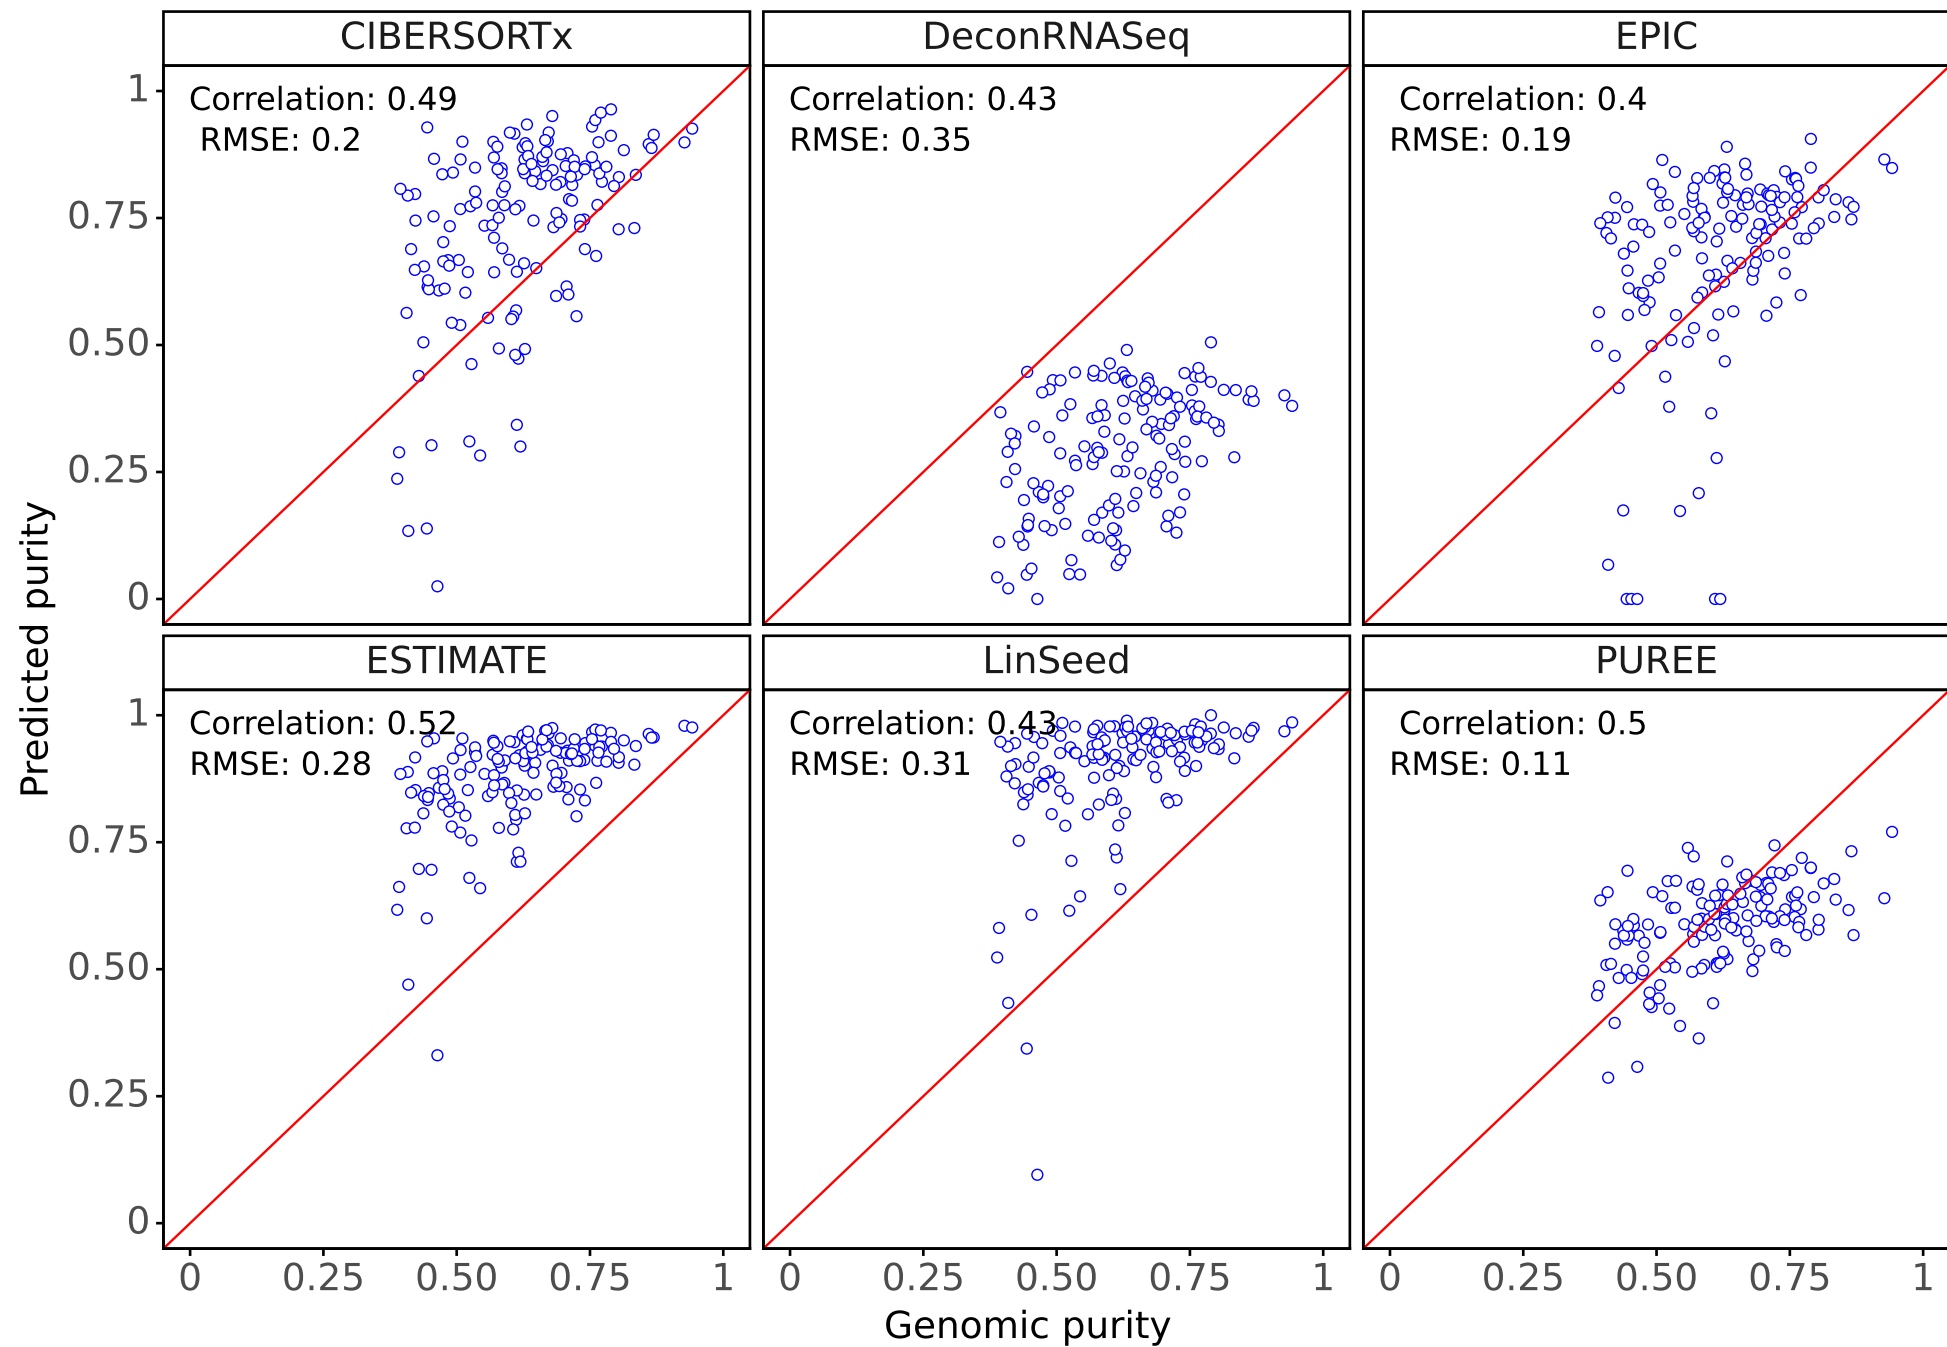 CIBERSORTx
DeconRNASeq
EPIC
Correlation: 0.49
RMSE: 0.2
Correlation: 0.43
RMSE: 0.35
Correlation: 0.4
RMSE: 0.19
1
0.75
0.50
0.25
0
Predicted purity
ESTIMATE
LinSeed
PUREE
Correlation: 0.52
RMSE: 0.28
Correlation: 0.43
RMSE: 0.31
Correlation: 0.5
RMSE: 0.11
1
0.75
0.50
0.25
0
0 0.25 0.50 0.75 1
0 0.25 0.50 0.75 1
0 0.25 0.50 0.75 1
Genomic purity